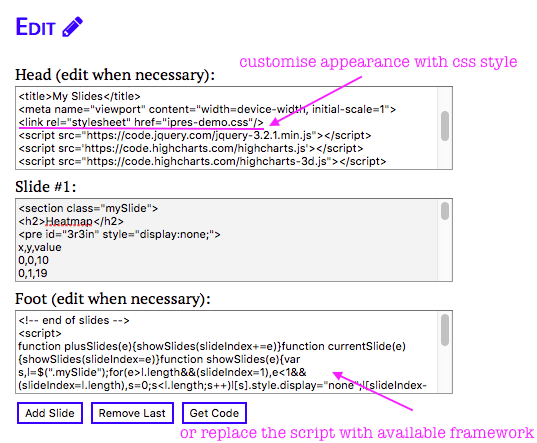 EDIT
customise appearance with css style
Head (edit when necessary):
<title>My Slides</title>
<meta name="viewport" content="width=device-width, initial-scale=1">
<link rel="stylesheet" href="ipres-demo.css"/>
<script src="https://code.jquery.com/jquery-3.2.1.min.js"></script>
<script src="https://code.highcharts.com/highcharts.js'></script>
<script src="https://code.highcharts.com/highcharts-3d.js"></script>
Slide #1:
<section class="mySlide">
<h2>Heatmap</h2>
<pre id="3r3in" style="display:none;">
x,y,value
0,0,10
0,1,19
Foot (edit when necessary):
<!-- end of slides -->
<script>
function plusSlides(e){showSlides(slideIndex+=e)}function currentSlide(e)
{showSlides(slideIndex=e)}function showSlides(e){var
s,l=$(".mySlide");for(e>l.length&&(slideIndex=1),e<1&&
(slideIndex=l.length),s=0;s<l.length;s++)l[s].style.display="none";l[slideIndex-
Add Slide Remove Last Get Code
or replace the script with available framework